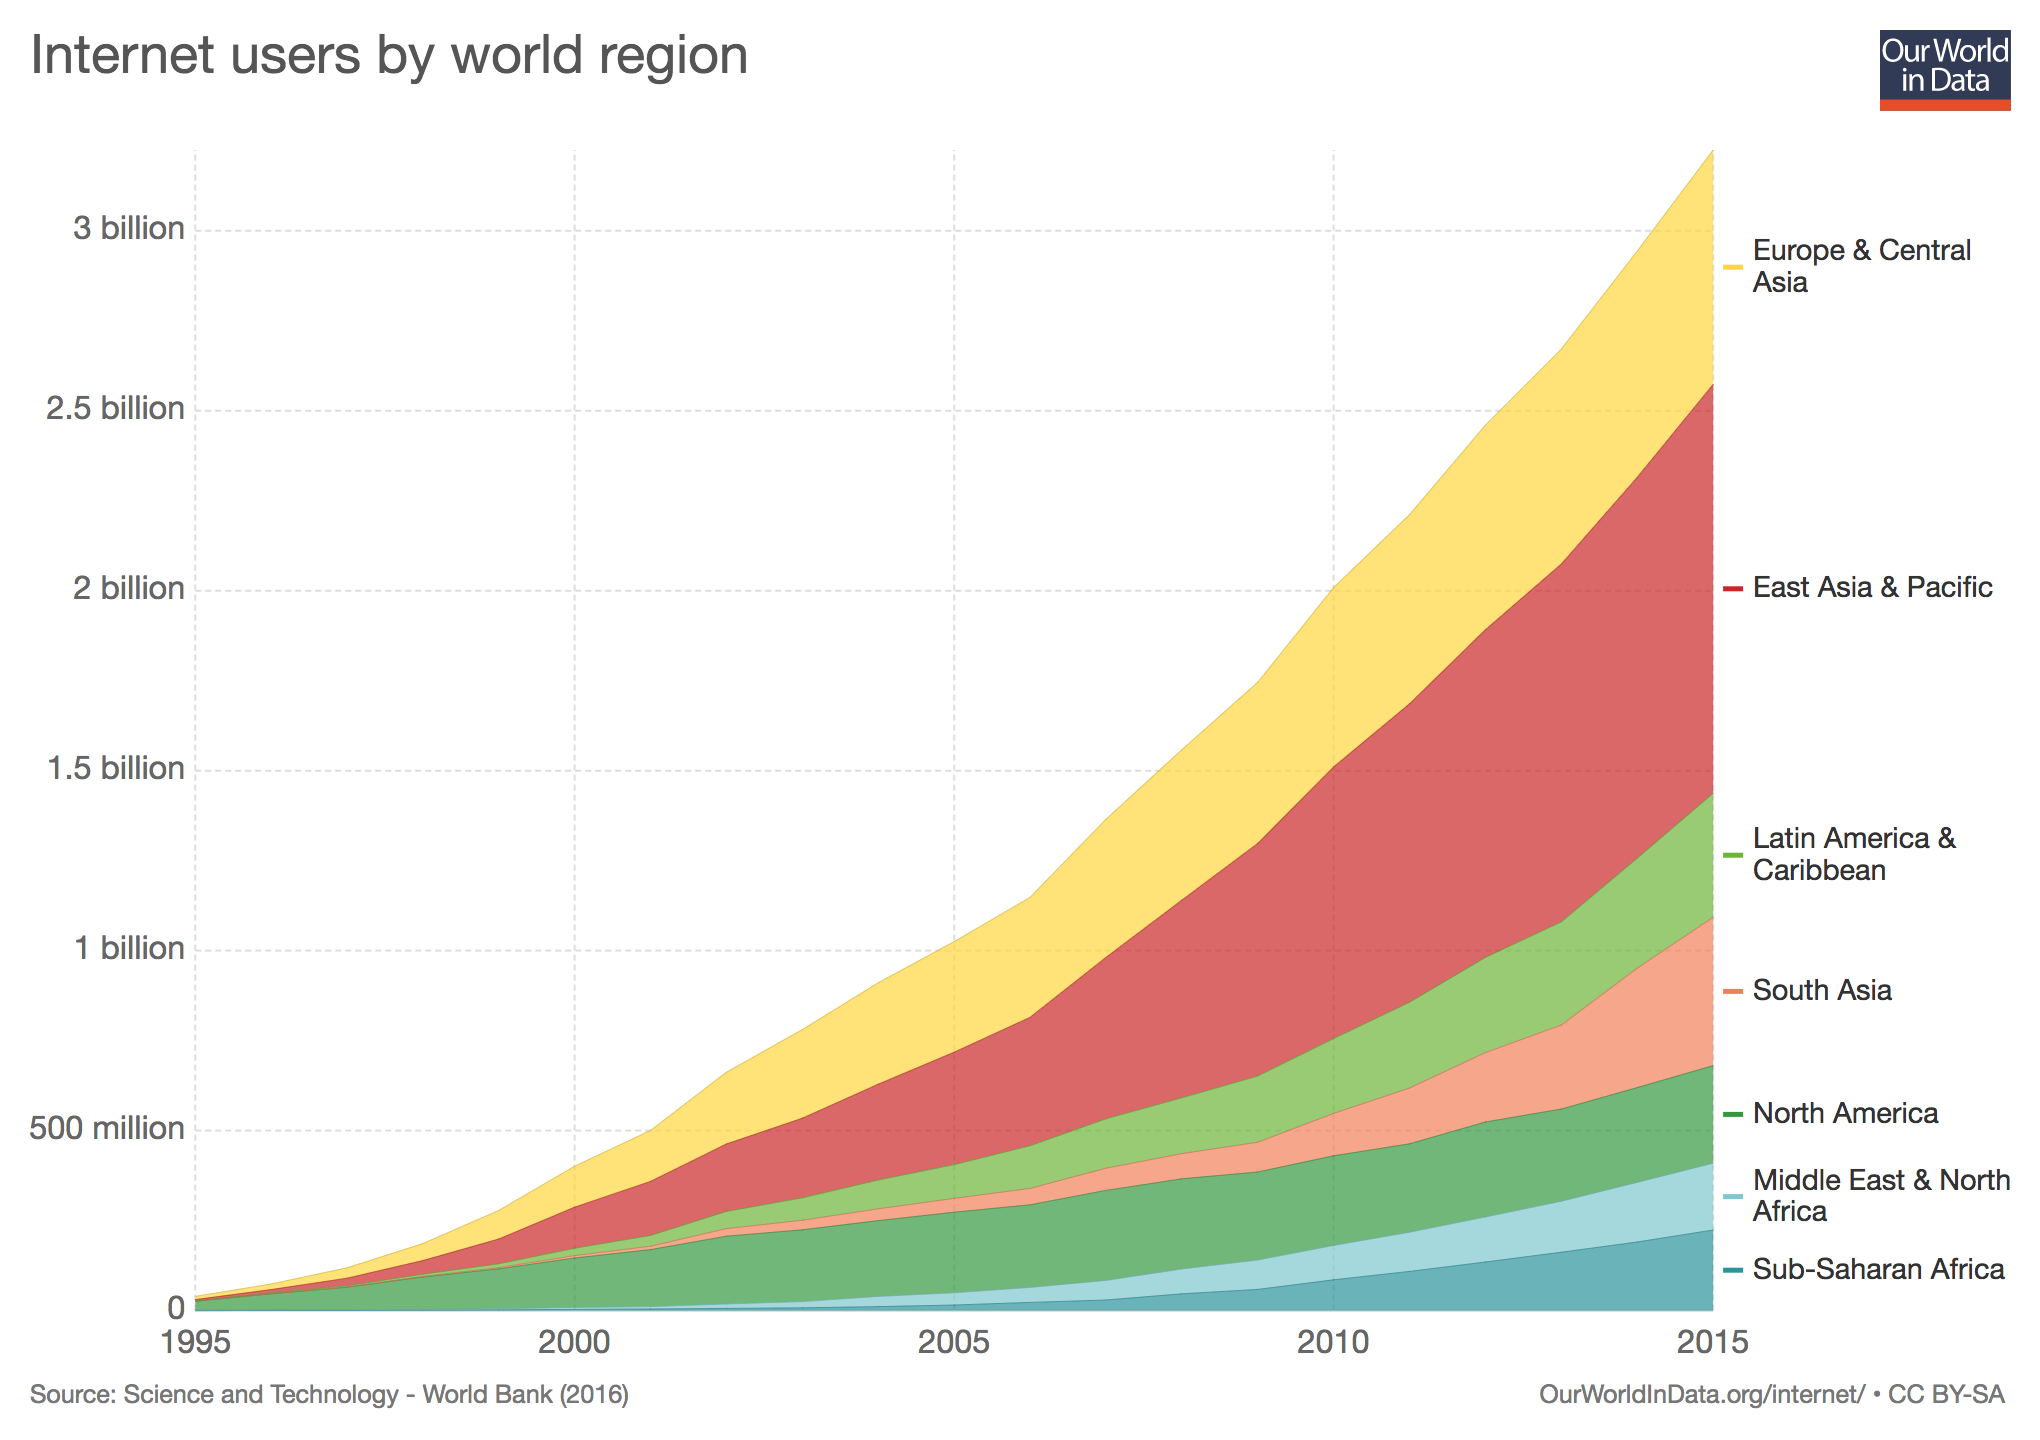 Internet users by world region
Our World
in Data
3 billion
2.5 billion
2 billion
1.5 billion
1 billion
500 million
0
1995
2000
2005
2010
2015
Europe & Central
Asia
East Asia & Pacific
Latin America &
Caribbean
South Asia
North America
Middle East & North
Africa
Sub-Saharan Africa
Source: Science and Technology - World Bank (2016)
OurWorldInData.org/internet/ • CC BY-SA